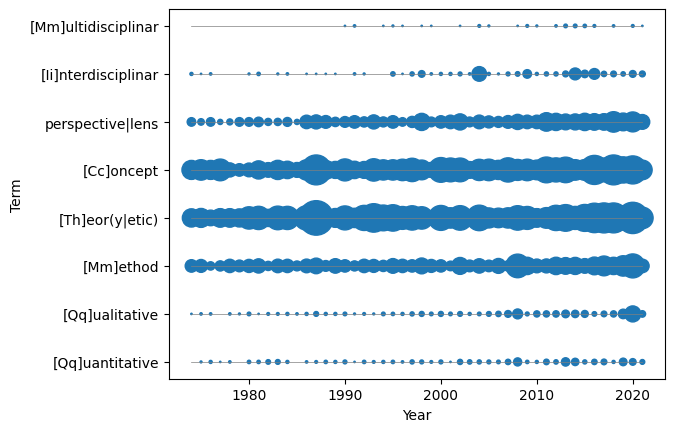 [Mm]ultidisciplinar
[Ii]nterdisciplinar
perspective|lens
[Cc]oncept
[Th]eor(y|etic)
[Mm]ethod
[Qq]ualitative
[Qq]uantitative
Term
1980 1990 2000 2010 2020
Year